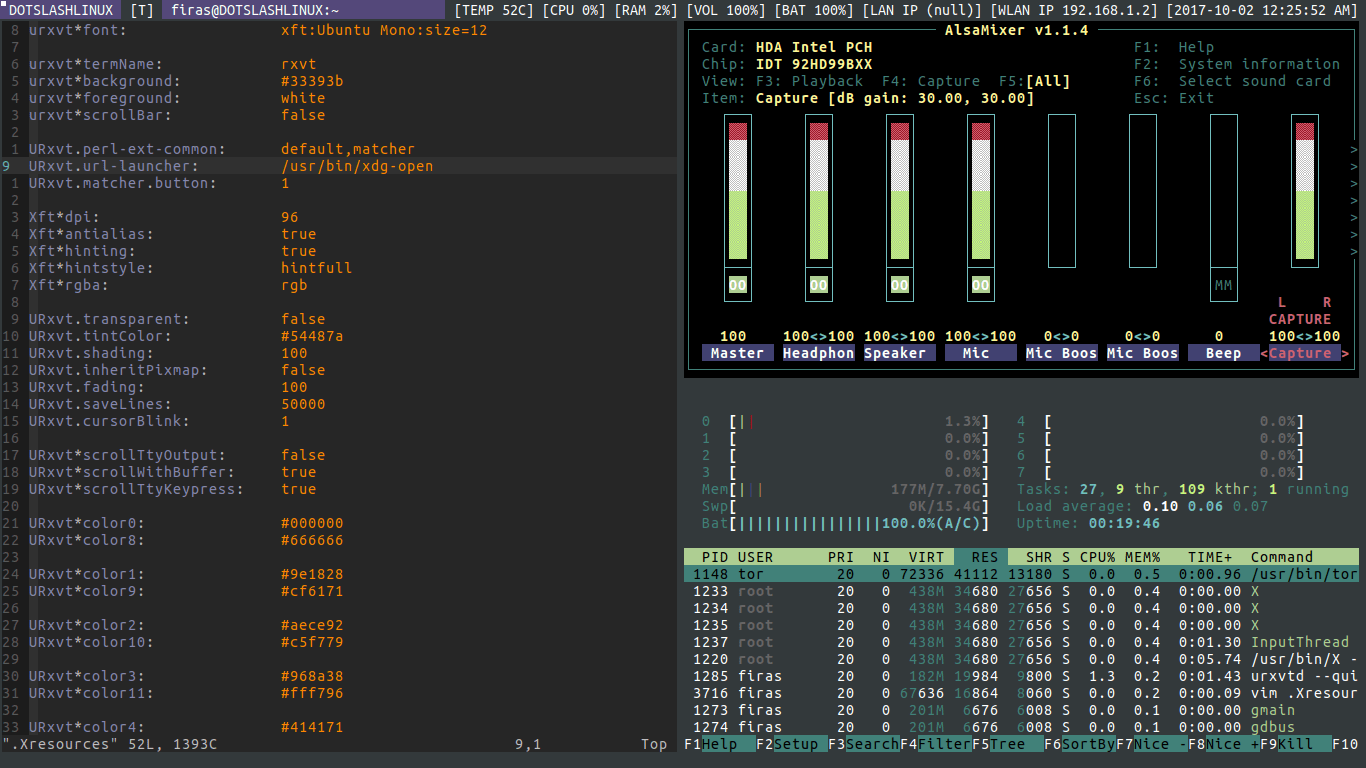 DOTSLASHLINUX [T] firas@DOTSLASHLINUX:~ [TEMP 52C] [CPU 0%] [RAM 2%] [VOL 100%] [BAT 100%] [LAN IP (null)] [WLAN IP 192.168.1.2] [2017-10-02 12:25:52 AM]
8 urxvt*font: xft:Ubuntu Mono:size=12
7
6 urxvt*termName: rxvt
5 urxvt*background: #33393b
4 urxvt*foreground: white
3 urxvt*scrollBar: false
2
1 URxvt.perl-ext-common: default,matcher
9 URxvt.url-launcher: /usr/bin/xdg-open
1 URxvt.matcher.button: 1
2
3 Xft*dpi: 96
4 Xft*antialias: true
5 Xft*hinting: true
6 Xft*hintstyle: hintfull
7 Xft*rgba: rgb
8
9 URxvt.transparent: false
10 URxvt.tintColor: #54487a
11 URxvt.shading: 100
12 URxvt.inheritPixmap: false
13 URxvt.fading: 100
14 URxvt.saveLines: 50000
15 URxvt.cursorBlink: 1
16
17 URxvt*scrollTtyOutput: false
18 URxvt*scrollWithBuffer: true
19 URxvt*scrollTtyKeypress: true
20
21 URxvt*color0: #000000
22 URxvt*color8: #666666
23
24 URxvt*color1: #9e1828
25 URxvt*color9: #cf6171
26
27 URxvt*color2: #aece92
28 URxvt*color10: #c5f779
29
30 URxvt*color3: #968a38
31 URxvt*color11: #fff796
32
33 URxvt*color4: #414171
".Xresources" 52L, 1393C 9,1 Top
AlsaMixer v1.1.4
Card: HDA Intel PCH F1: Help
Chip: IDT 92HD99BXX F2: System information
View: F3: Playback F4: Capture F5:[All] F6: Select sound card
Item: Capture [dB gain: 30.00, 30.00] Esc: Exit
>
>
>
>
>
>
>
OO OO OO OO MM
L R
CAPTURE
100 100<>100 100<>100 100<>100 0<>0 0<>0 0 100<>100
Master Headphon Speaker Mic Mic Boos Mic Boos Beep <Capture >
0 [|| 1.3%] 4 [ 0.0%]
1 [ 0.0%] 5 [ 0.0%]
2 [ 0.0%] 6 [ 0.0%]
3 [ 0.0%] 7 [ 0.0%]
Mem[|||| 177M/7.70G] Tasks: 27, 9 thr, 109 kthr; 1 running
Swp[ 0K/15.4G] Load average: 0.10 0.06 0.07
Bat[||||||||||||||||100.0%(A/C)] Uptime: 00:19:46
PID USER PRI NI VIRT RES SHR S CPU% MEM% TIME+ Command
1148 tor 20 0 72336 41112 13180 S 0.0 0.5 0:00.96 /usr/bin/tor
1233 root 20 0 438M 34680 27656 S 0.0 0.4 0:00.00 X
1234 root 20 0 438M 34680 27656 S 0.0 0.4 0:00.00 X
1235 root 20 0 438M 34680 27656 S 0.0 0.4 0:00.00 X
1237 root 20 0 438M 34680 27656 S 0.0 0.4 0:01.30 InputThread
1220 root 20 0 438M 34680 27656 S 0.0 0.4 0:05.74 /usr/bin/X -
1285 firas 20 0 182M 19984 9800 S 1.3 0.2 0:01.43 urxvtd --qui
3716 firas 20 0 67636 16864 8060 S 0.0 0.2 0:00.09 vim .Xresour
1273 firas 20 0 201M 6676 6008 S 0.0 0.1 0:00.00 gmain
1274 firas 20 0 201M 6676 6008 S 0.0 0.1 0:00.00 gdbus
F1Help F2Setup F3SearchF4FilterF5Tree F6SortByF7Nice -F8Nice +F9Kill F10